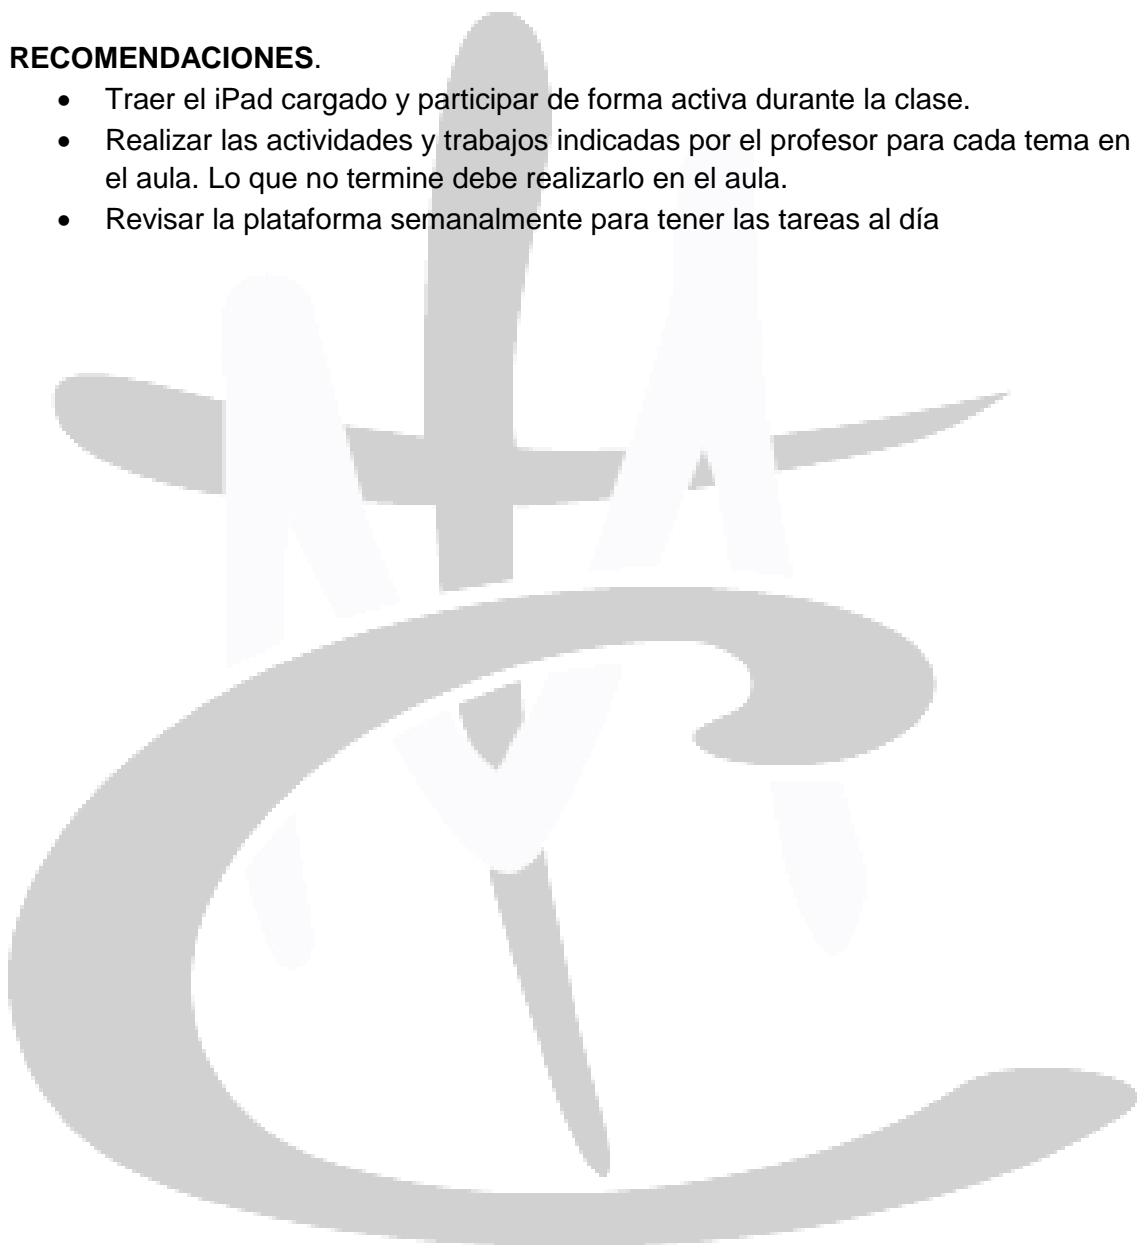 RECOMENDACIONES.
• Traer el iPad cargado y participar de forma activa durante la clase.
• Realizar las actividades y trabajos indicadas por el profesor para cada tema en
el aula. Lo que no termine debe realizarlo en el aula.
• Revisar la plataforma semanalmente para tener las tareas al día